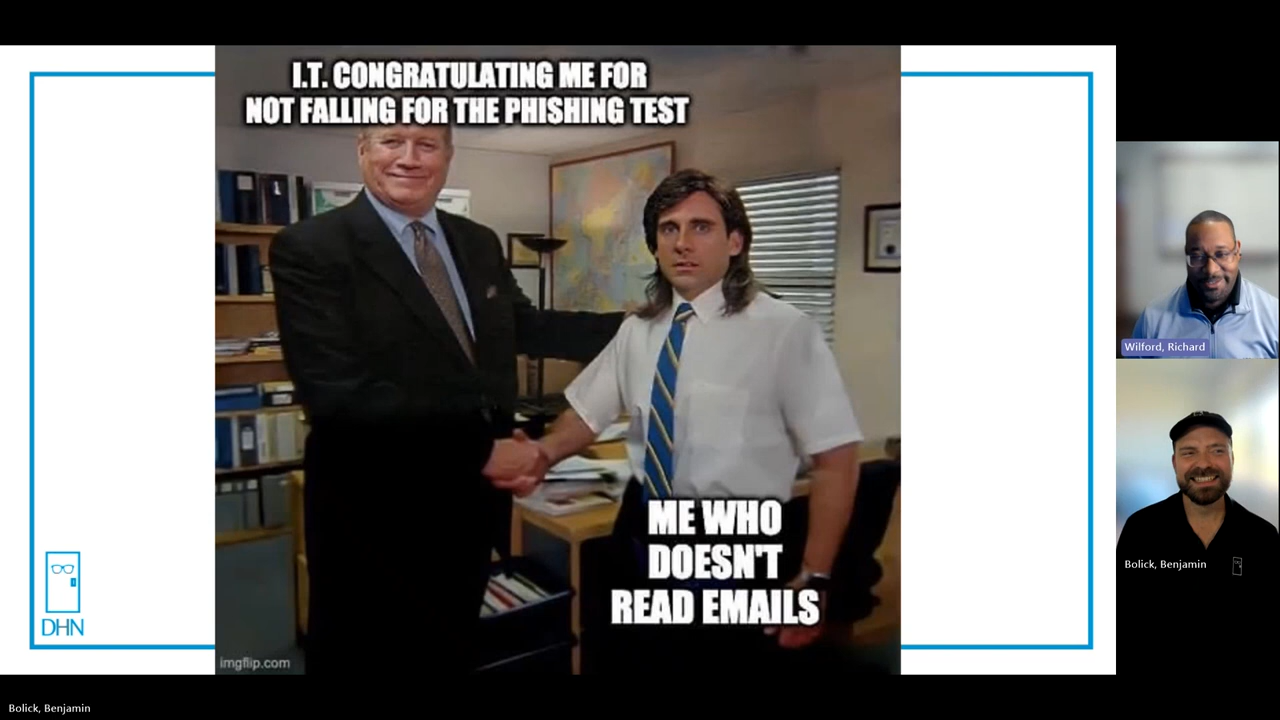 I.T. CONGRATULATING ME FOR
NOT FALLING FOR THE PHISHING TEST
ME WHO
DOESN'T
READ EMAILS
imgflip.com
DHN
Wilford, Richard
Bolick, Benjamin
Bolick, Benjamin